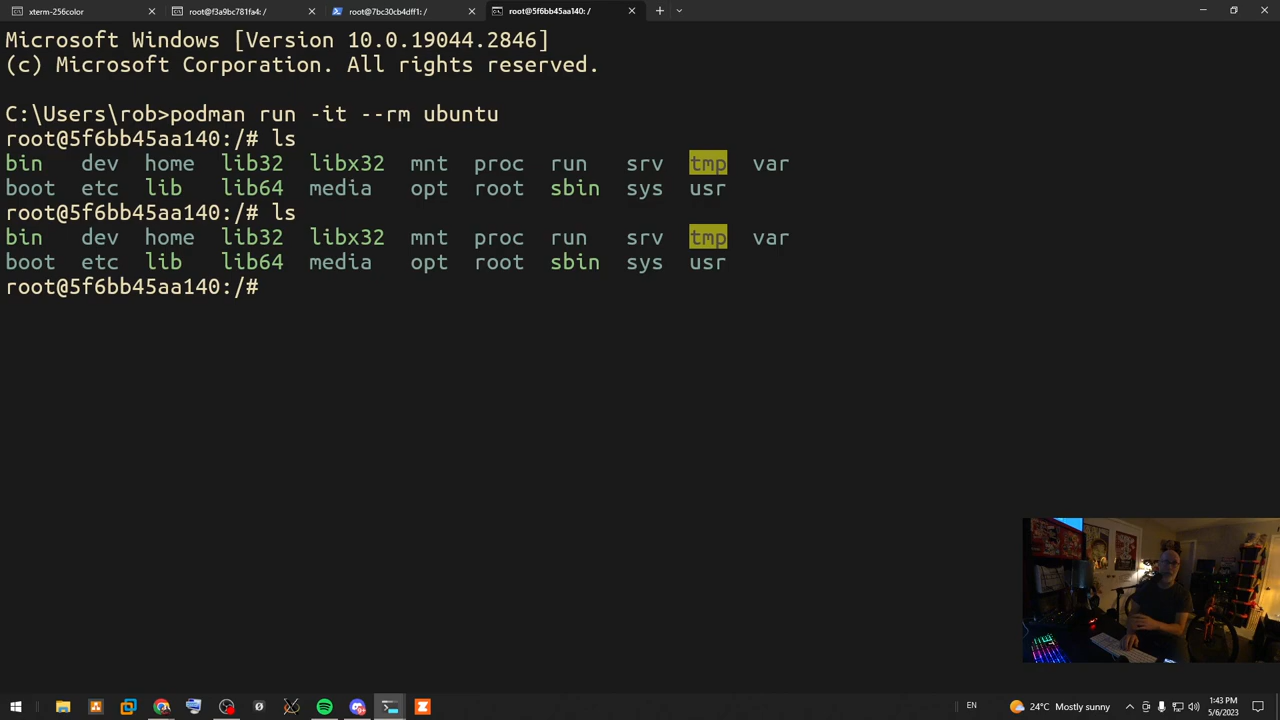 xterm-256color
root@f3a9bc781fa4: /
root@7bc30cb4dff1: /
root@5f6bb45aa140: /
Microsoft Windows [Version 10.0.19044.2846]
(c) Microsoft Corporation. All rights reserved.
C:\Users\rob>podman run -it --rm ubuntu
root@5f6bb45aa140:/# ls
bin dev home lib32 libx32 mnt proc run srv tmp var
boot etc lib lib64 media opt root sbin sys usr
root@5f6bb45aa140:/# ls
bin dev home lib32 libx32 mnt proc run srv tmp var
boot etc lib lib64 media opt root sbin sys usr
root@5f6bb45aa140:/#
24°C Mostly sunny
EN
1:43 PM
5/6/2023